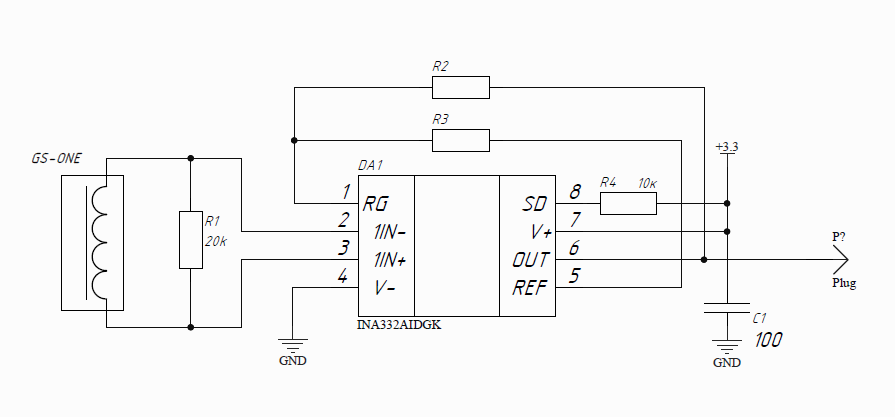 R2
R3
GS-ONE
DA1
+3.3
1 RG
SD 8
R4 10к
R1
20k
2 1IN-
V+ 7
3 1IN+
OUT 6
P?
4 V-
REF 5
Plug
INA332AIDGK
C1
100
GND
GND